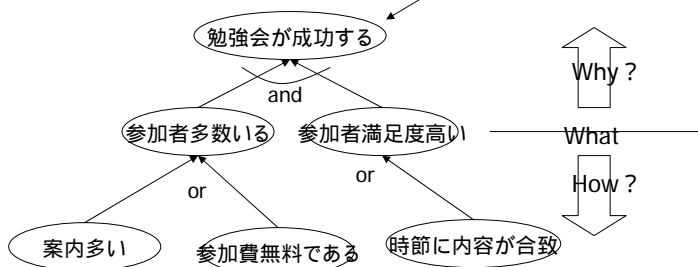 勉強会が成功する
Why？
and
参加者多数いる
参加者満足度高い
What
or
or
How？
案内多い
参加費無料である
時節に内容が合致